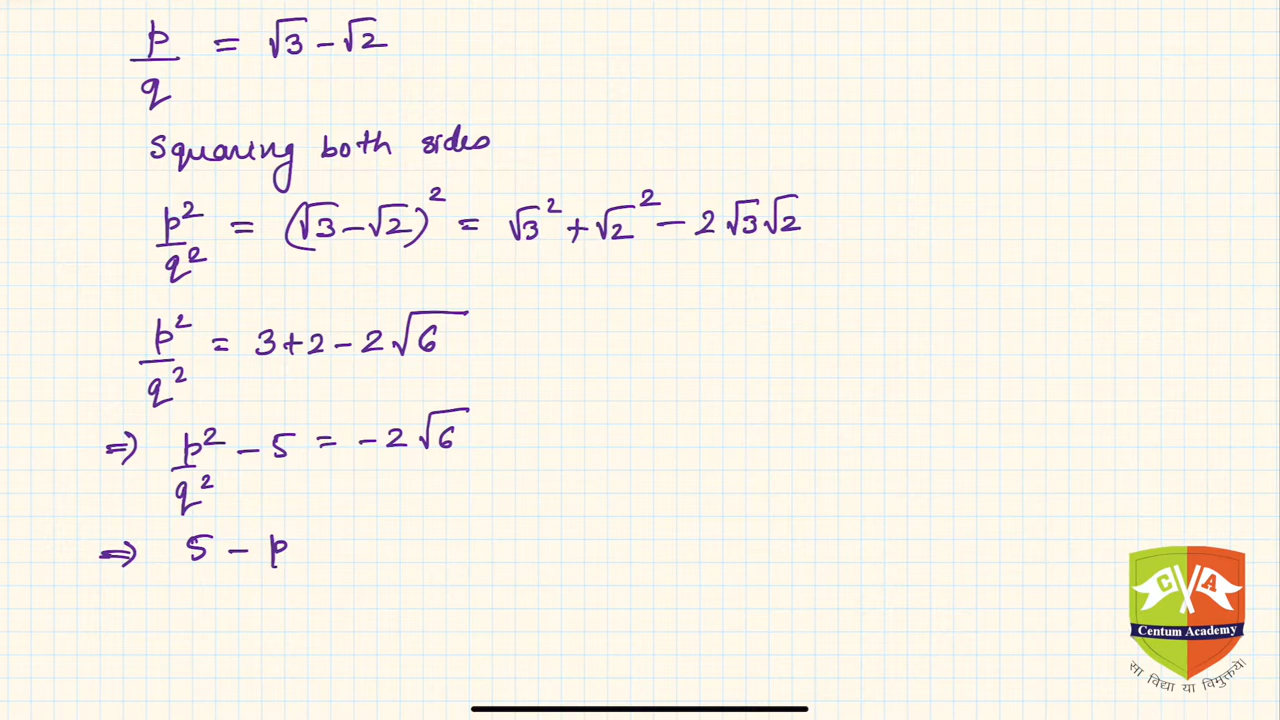 p/q = √3 - √2
Squaring both sides
p²/q² = (√3 - √2)² = √3² + √2² - 2√3√2
p²/q² = 3 + 2 - 2√6
⇒ p²/q² - 5 = -2√6
⇒ 5 - p
C A
Centum Academy
सा विद्या या विमुक्तये।